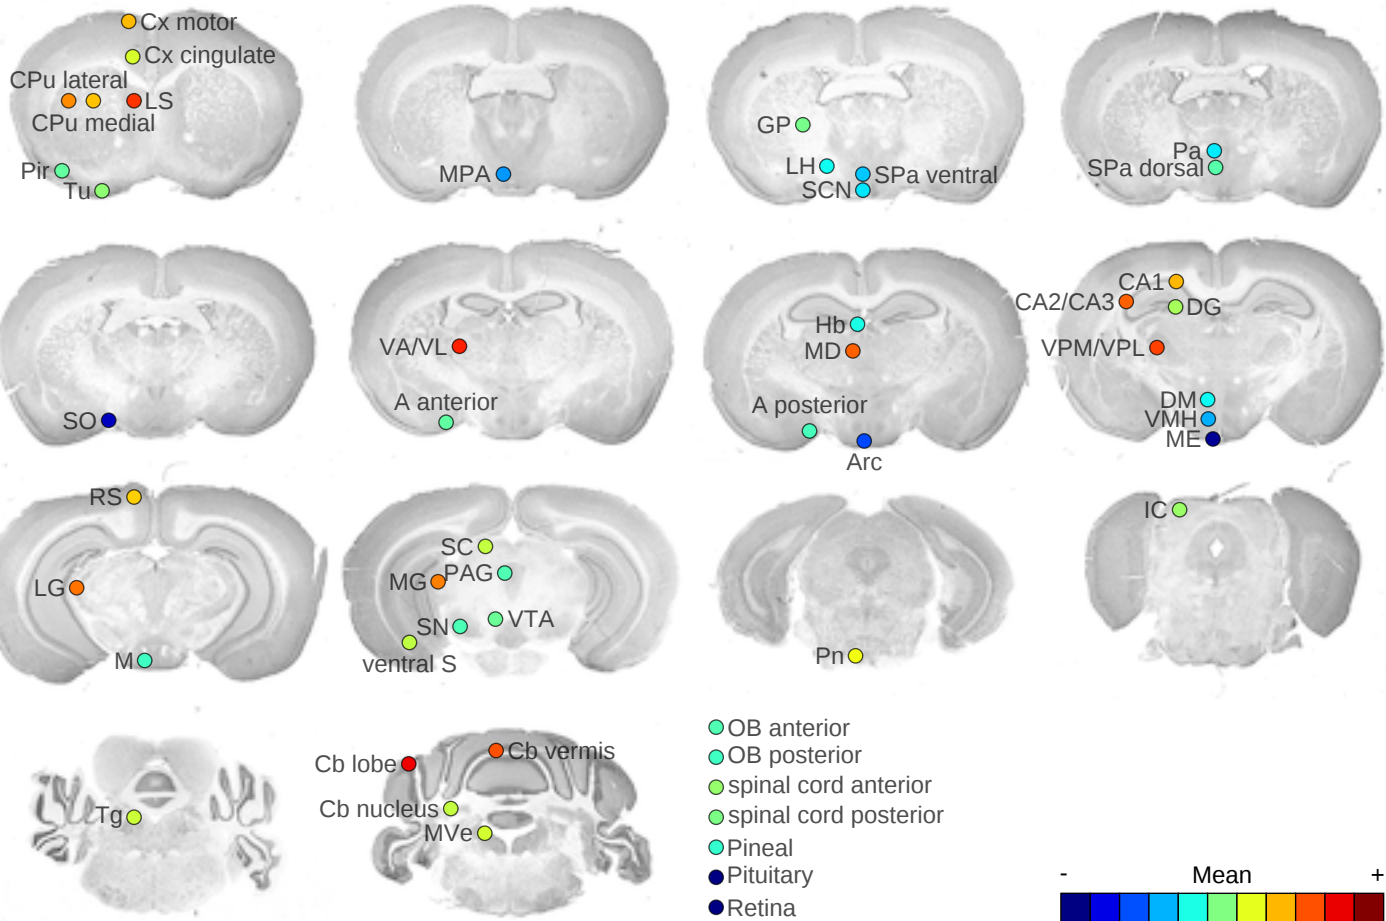 Cx motor
Cx cingulate
CPu lateral
LS
CPu medial
Pir
Tu
MPA
GP
LH
SPa ventral
SCN
Pa
SPa dorsal
SO
VA/VL
A anterior
Hb
MD
A posterior
Arc
CA1
CA2/CA3
DG
VPM/VPL
DM
VMH
ME
RS
LG
M
SC
MG
PAG
SN
VTA
ventral S
Pn
IC
Tg
Cb lobe
Cb vermis
Cb nucleus
MVe
OB anterior
OB posterior
spinal cord anterior
spinal cord posterior
Pineal
Pituitary
Retina
- Mean +